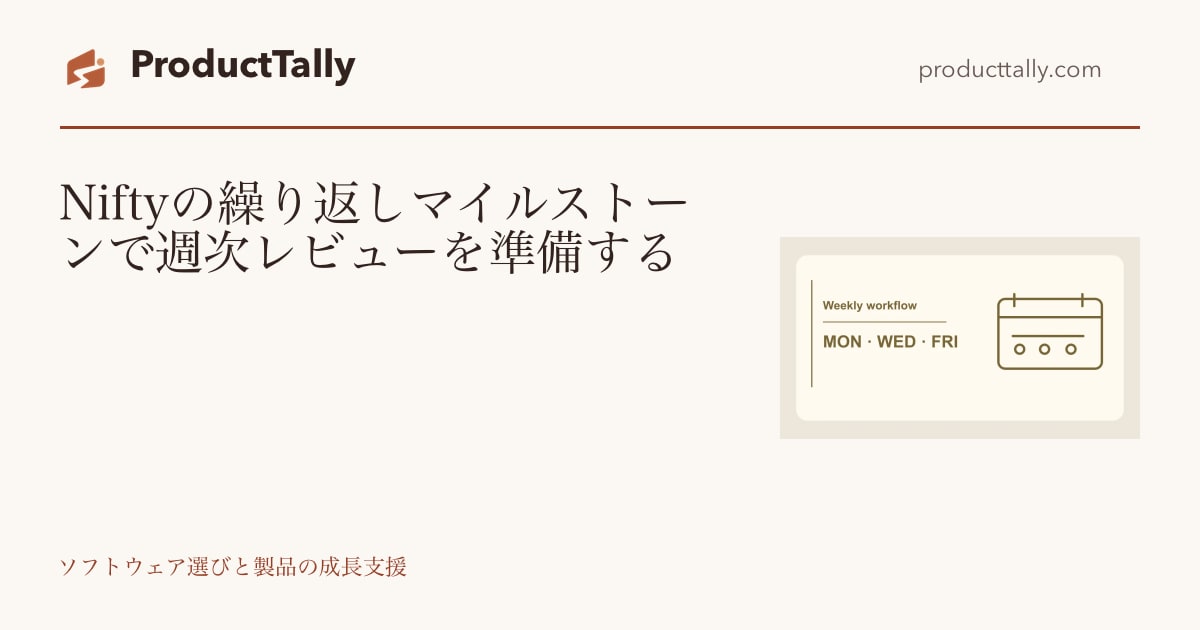 ProductTally
producttally.com
Niftyの繰り返しマイルストー
ンで週次レビューを準備する
Weekly workflow
MON · WED · FRI
ソフトウェア選びと製品の成長支援